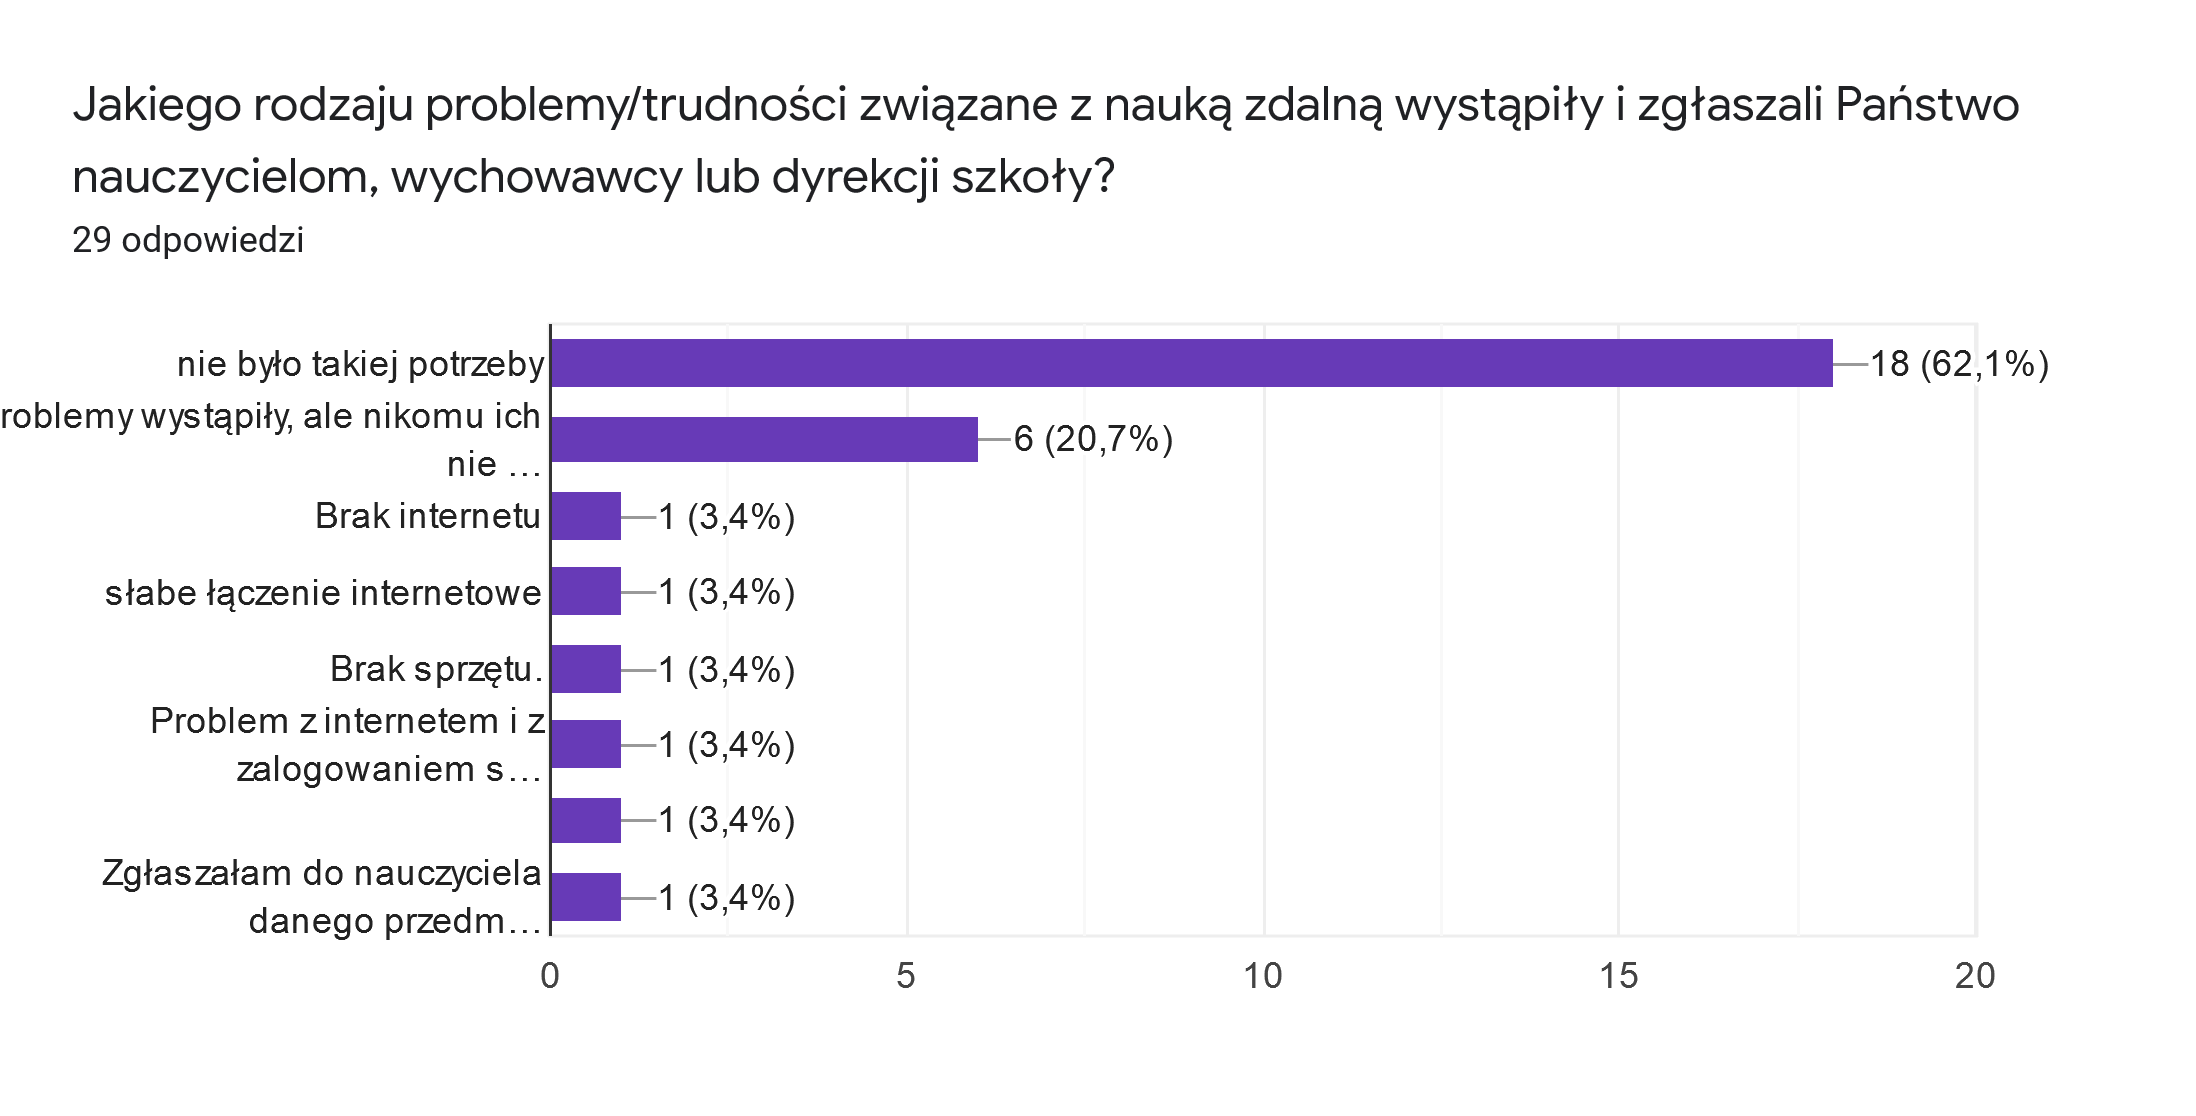 Jakiego rodzaju problemy/trudności związane z nauką zdalną wystąpiły i zgłaszali Państwo
nauczycielom, wychowawcy lub dyrekcji szkoły?
29 odpowiedzi
nie było takiej potrzeby
18 (62,1%)
roblemy wystąpiły, ale nikomu ich
nie …
6 (20,7%)
Brak internetu
1 (3,4%)
słabe łączenie internetowe
1 (3,4%)
Brak sprzętu.
1 (3,4%)
Problem z internetem i z
zalogowaniem s…
1 (3,4%)
1 (3,4%)
Zgłaszałam do nauczyciela
danego przedm…
1 (3,4%)
0 5 10 15 20